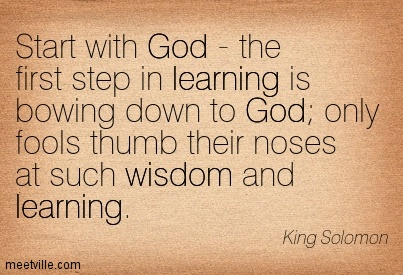 Start with God - the
first step in learning is
bowing down to God; only
fools thumb their noses
at such wisdom and
learning.
King Solomon
meetville.com